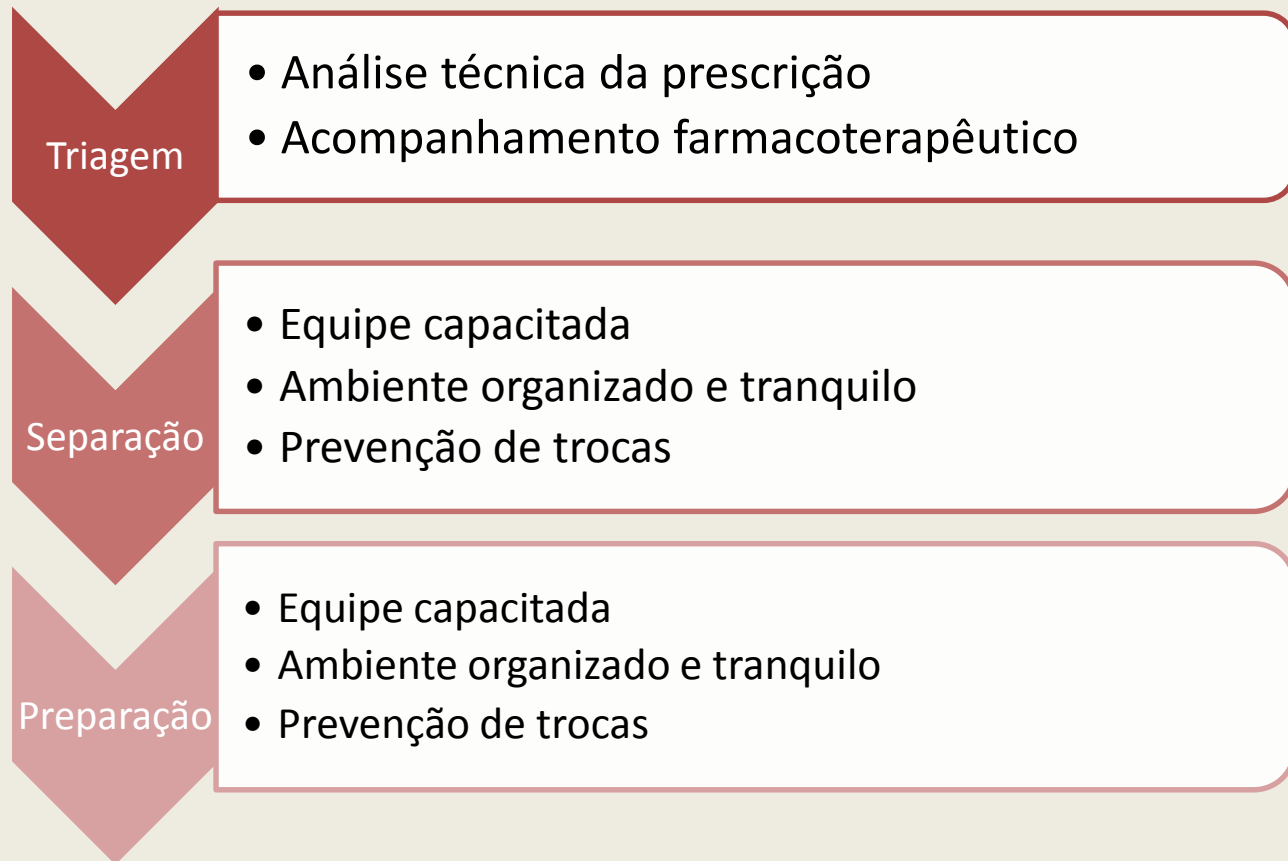 Triagem
• Análise técnica da prescrição
• Acompanhamento farmacoterapêutico
Separação
• Equipe capacitada
• Ambiente organizado e tranquilo
• Prevenção de trocas
Preparação
• Equipe capacitada
• Ambiente organizado e tranquilo
• Prevenção de trocas